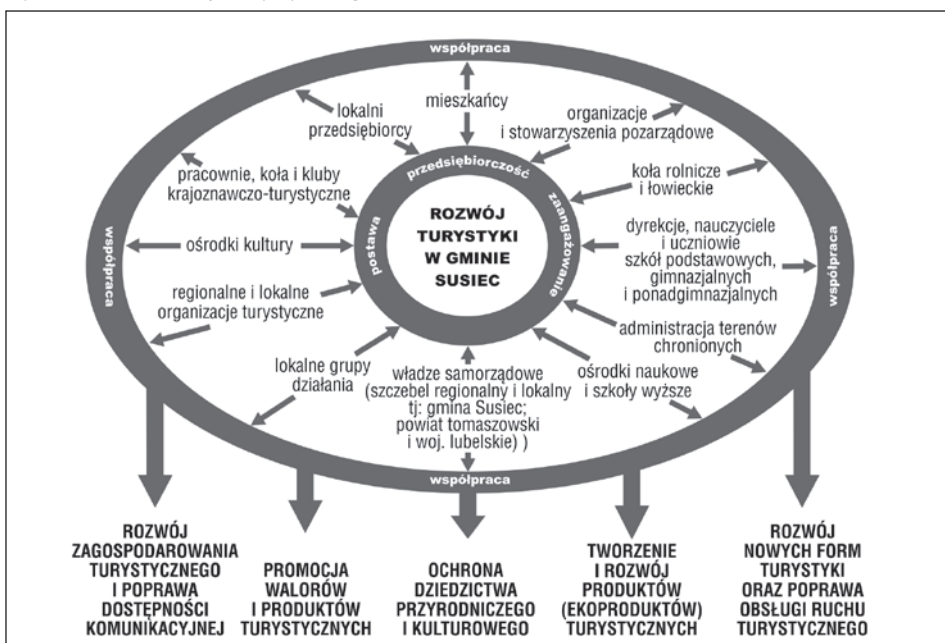 współpraca
mieszkańcy
lokalni
przedsiębiorcy
organizacje
i stowarzyszenia pozarządowe
pracownie, koła i kluby
krajoznawczo-turystyczne
koła rolnicze
i łowieckie
ośrodki kultury
dyrekcje, nauczyciele
i uczniowie
szkół podstawowych,
gimnazjalnych
i ponadgimnazjalnych
regionalne i lokalne
organizacje turystyczne
administracja terenów
chronionych
lokalne grupy
działania
władze samorządowe
(szczebel regionalny i lokalny
tj: gmina Susiec;
powiat tomaszowski
i woj. lubelskie) )
ośrodki naukowe
i szkoły wyższe
przedsiębiorczość
postawa
zaangażowanie
ROZWÓJ
TURYSTYKI
W GMINIE
SUSIEC
współpraca
współpraca
współpraca
ROZWÓJ
ZAGOSPODAROWANIA
TURYSTYCZNEGO
I POPRAWA
DOSTĘPNOŚCI
KOMUNIKACYJNEJ
PROMOCJA
WALORÓW
I PRODUKTÓW
TURYSTYCZNYCH
OCHRONA
DZIEDZICTWA
PRZYRODNICZEGO
I KULTUROWEGO
TWORZENIE
I ROZWÓJ
PRODUKTÓW
(EKOPRODUKTÓW)
TURYSTYCZNYCH
ROZWÓJ
NOWYCH FORM
TURYSTYKI
ORAZ POPRAWA
OBSŁUGI RUCHU
TURYSTYCZNEGO